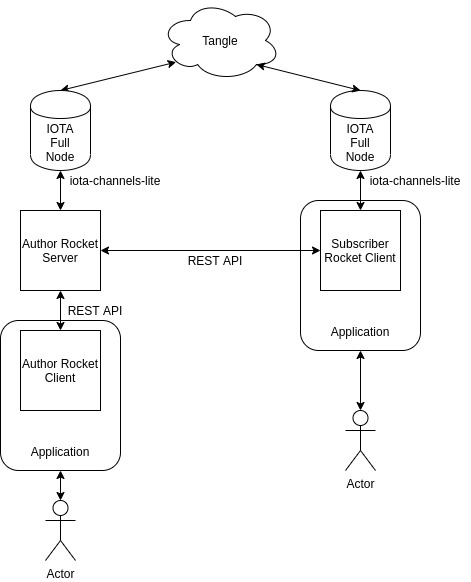 Tangle
IOTA
Full
Node
IOTA
Full
Node
iota-channels-lite
iota-channels-lite
Author Rocket
Server
Subscriber
Rocket Client
REST API
REST API
Application
Author Rocket
Client
Application
Actor
Actor